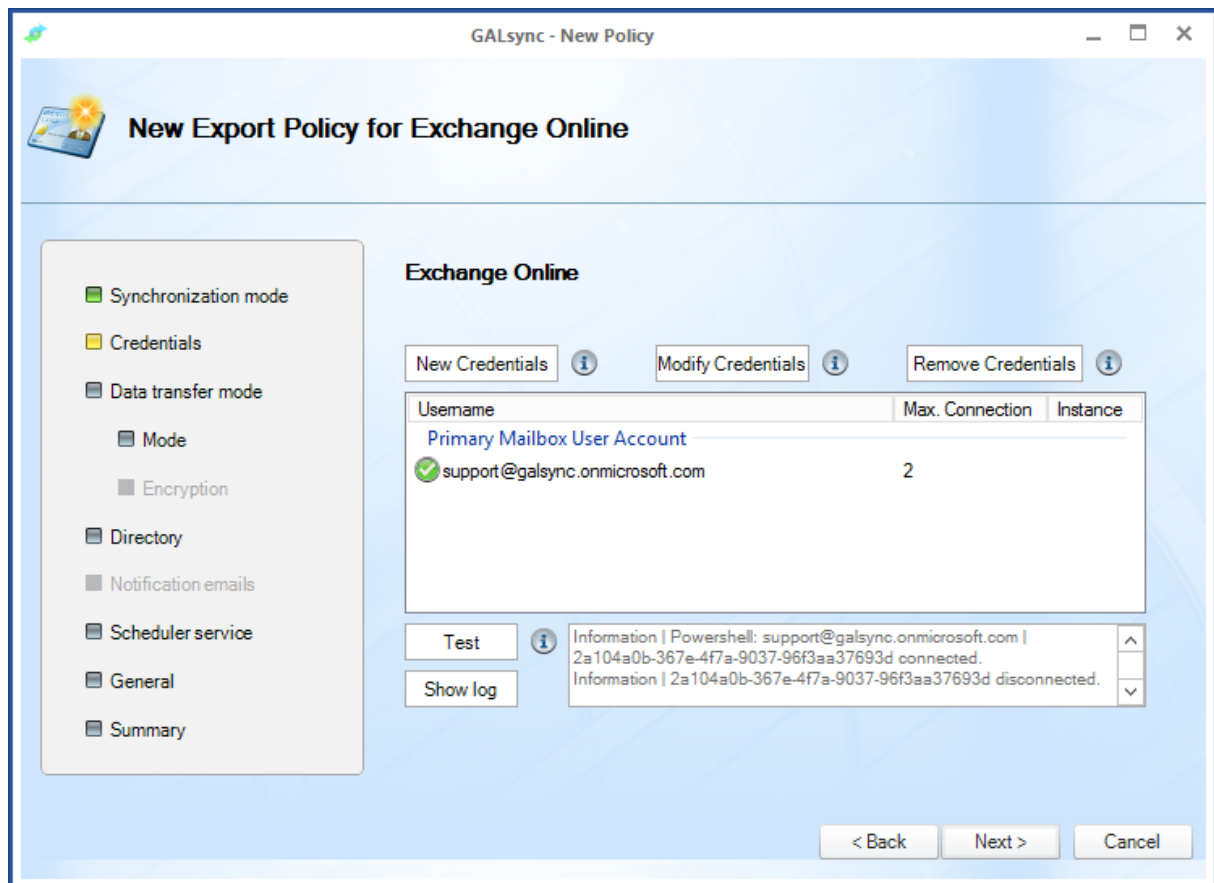 GALsync - New Policy
New Export Policy for Exchange Online
Synchronization mode
Credentials
Data transfer mode
Mode
Encryption
Directory
Notification emails
Scheduler service
General
Summary
Exchange Online
New Credentials
Modify Credentials
Remove Credentials
Username Max. Connection Instance
Primary Mailbox User Account
support@galsync.onmicrosoft.com 2
Test
Show log
Information | Powershell: support@galsync.onmicrosoft.com |
2a104a0b-367e-4f7a-9037-96f3aa37693d connected.
Information | 2a104a0b-367e-4f7a-9037-96f3aa37693d disconnected.
< Back Next > Cancel